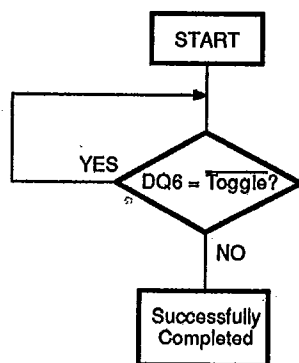 START
YES
DQ6 = Toggle?
NO
Successfully
Completed